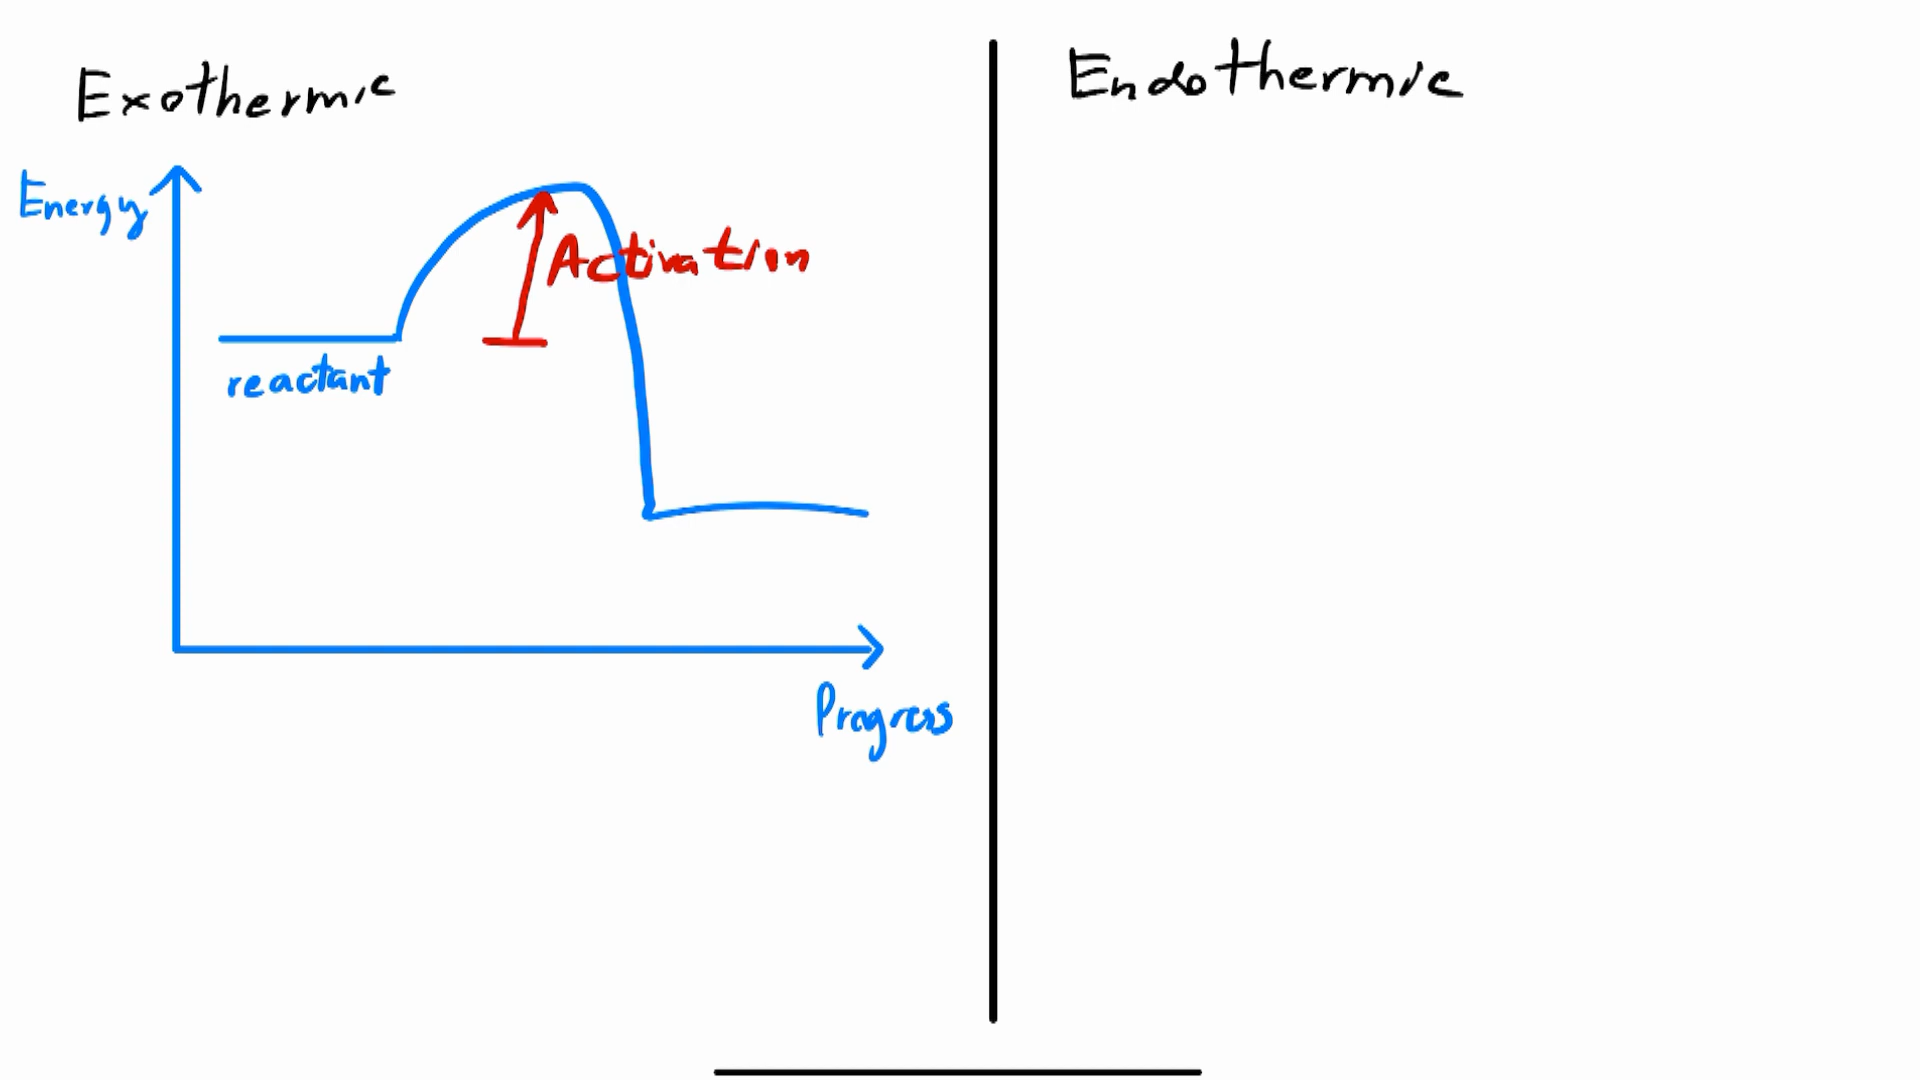 Exothermic
Energy
Activation
reactant
Progress
Endothermic